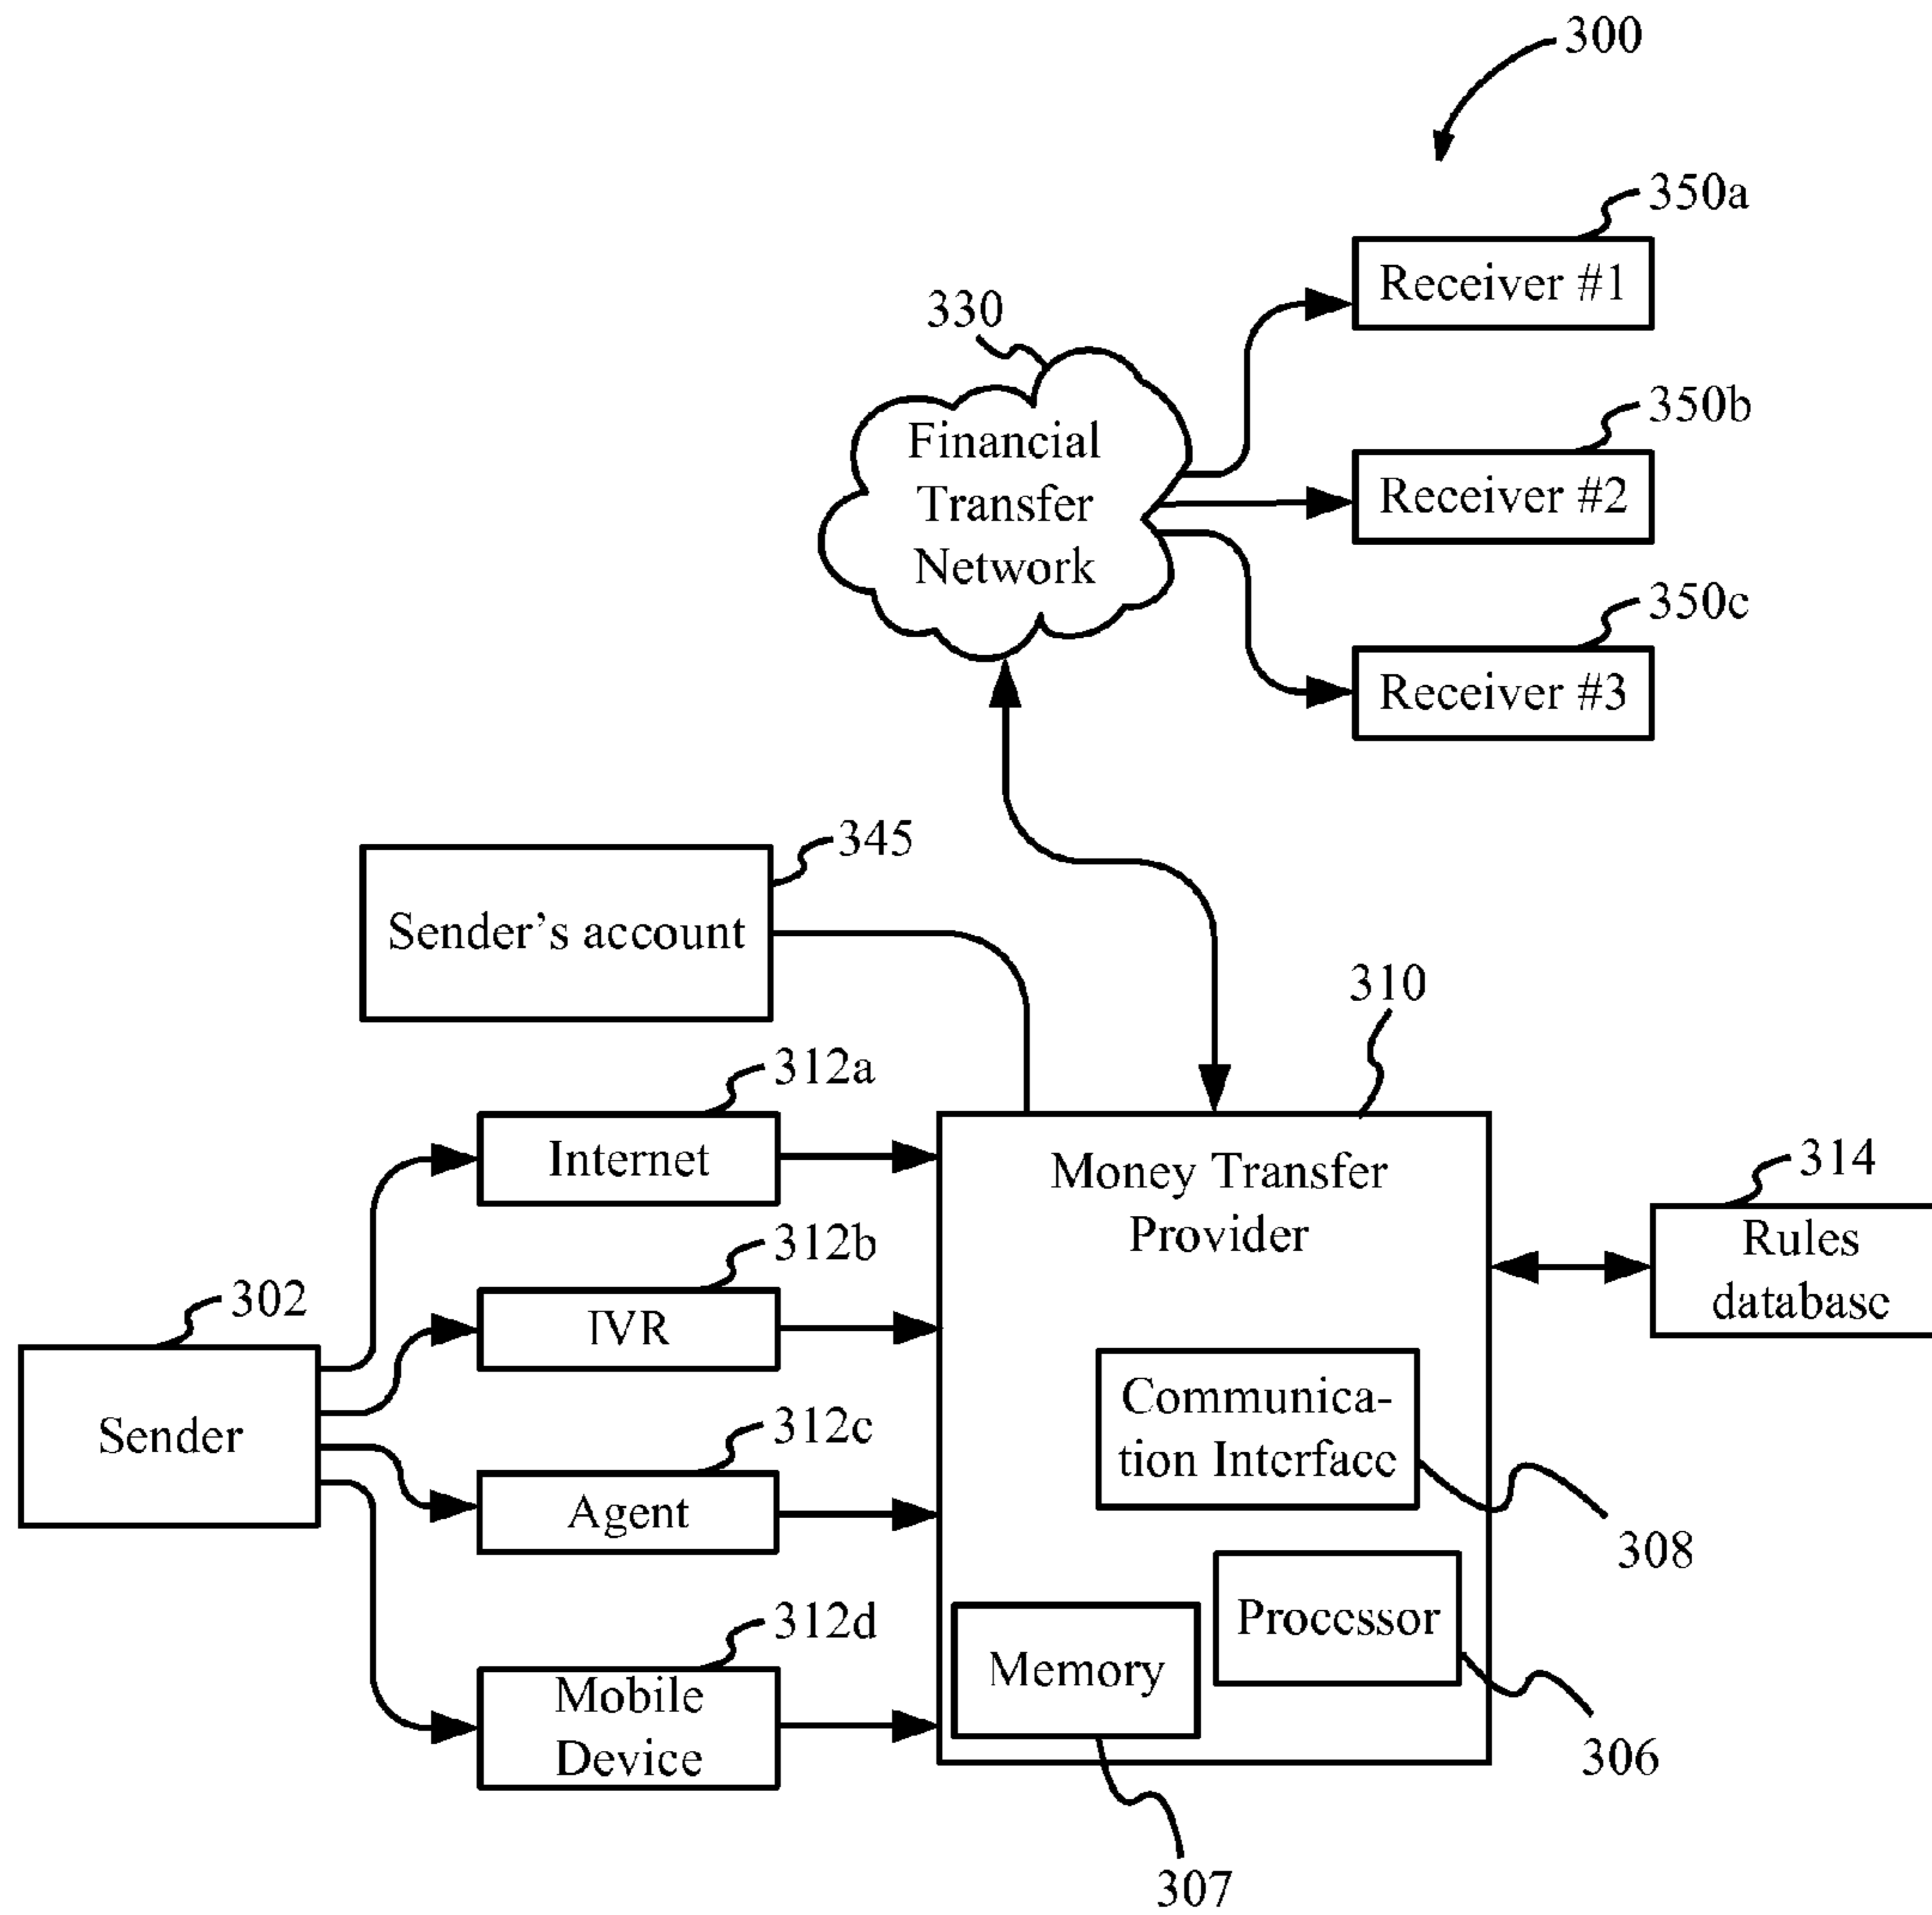 300
350a
Receiver #1
330
350b
Financial
Transfer
Network
Receiver #2
350c
Receiver #3
345
Sender's account
310
312a
Internet
Money Transfer
Provider
314
Rules
database
312b
IVR
302
Sender
Communica-
tion Interface
308
312c
Agent
312d
Mobile
Device
Memory
Processor
306
307